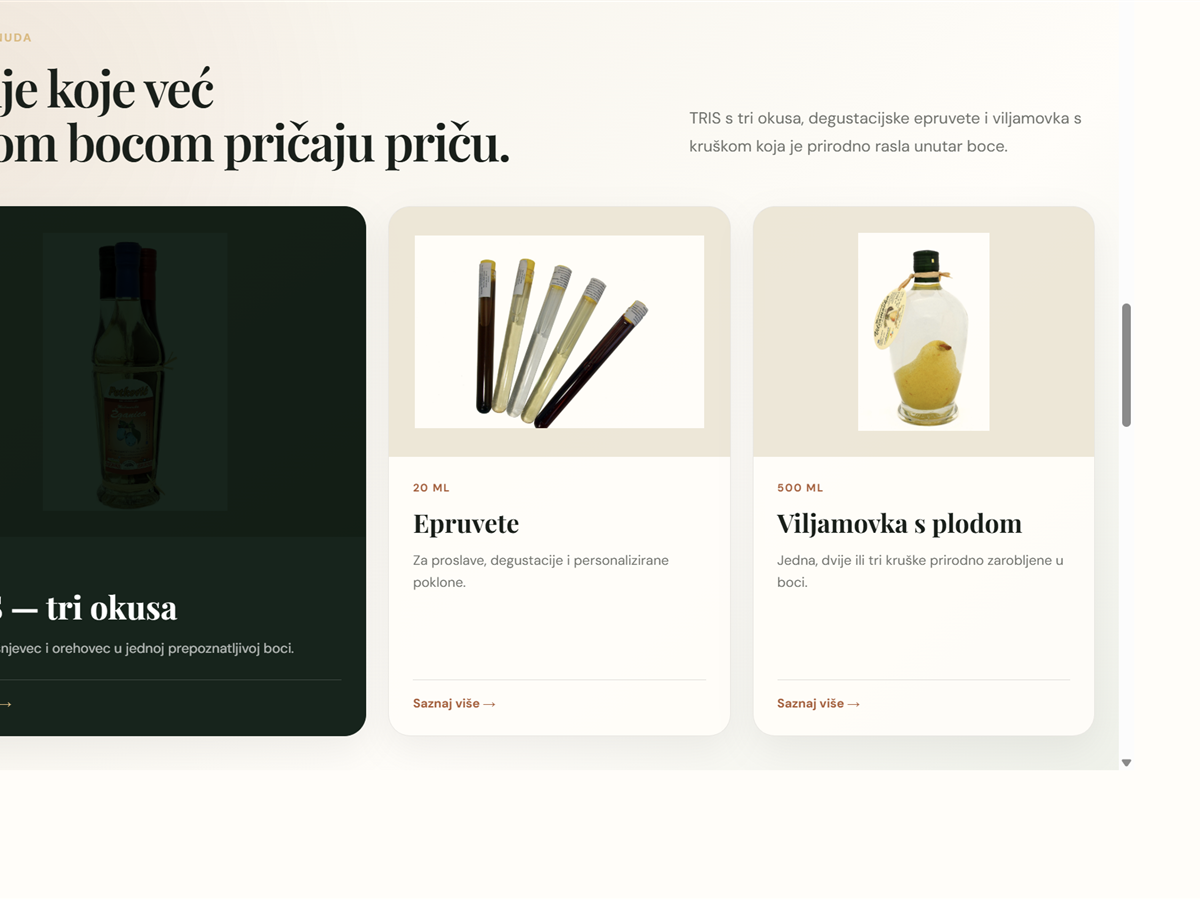 NUDA
je koje već
om bocom pričaju priču.
TRIS s tri okusa, degustacijske epruvete i viljamovka s
kruškom koja je prirodno rasla unutar boce.
— tri okusa
njevec i orehovec u jednoj prepoznatljivoj boci.
→
20 ML
Epruvete
Za proslave, degustacije i personalizirane
poklone.
Saznaj više →
500 ML
Viljamovka s plodom
Jedna, dvije ili tri kruške prirodno zarobljene u
boci.
Saznaj više →